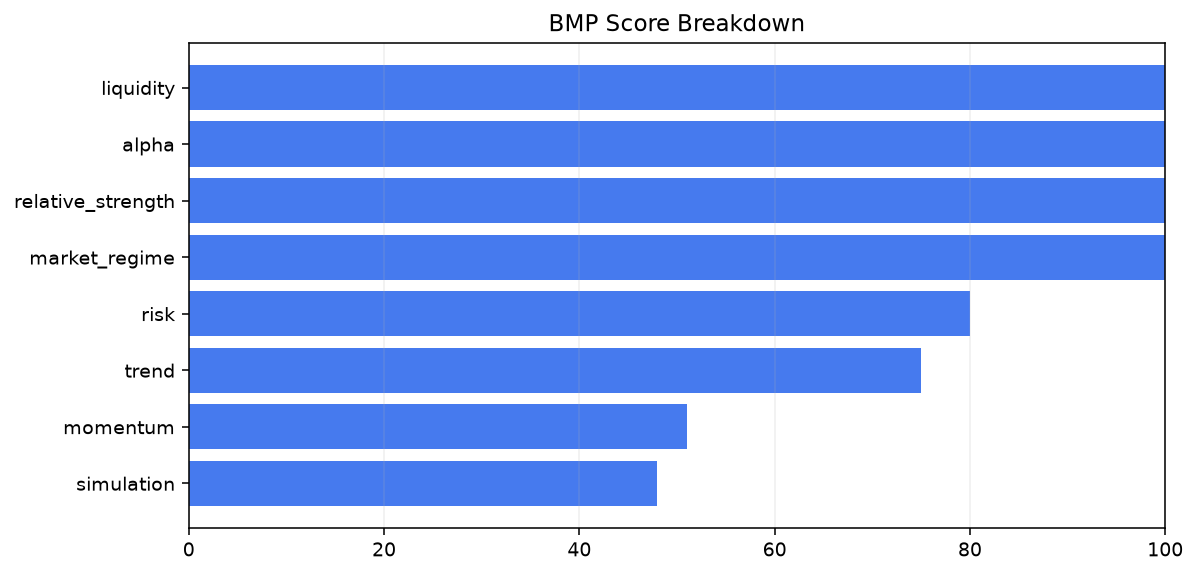 BMP Score Breakdown
liquidity
alpha
relative_strength
market_regime
risk
trend
momentum
simulation
0 20 40 60 80 100